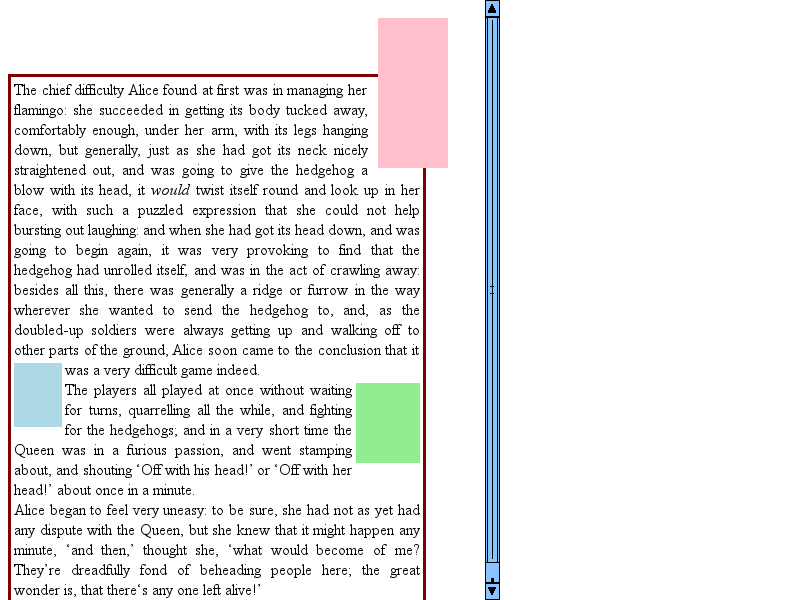 The chief difficulty Alice found at first was in managing her
flamingo: she succeeded in getting its body tucked away,
comfortably enough, under her arm, with its legs hanging
down, but generally, just as she had got its neck nicely
straightened out, and was going to give the hedgehog a
blow with its head, it would twist itself round and look up in her
face, with such a puzzled expression that she could not help
bursting out laughing: and when she had got its head down, and was
going to begin again, it was very provoking to find that the
hedgehog had unrolled itself, and was in the act of crawling away:
besides all this, there was generally a ridge or furrow in the way
wherever she wanted to send the hedgehog to, and, as the
doubled-up soldiers were always getting up and walking off to
other parts of the ground, Alice soon came to the conclusion that it
was a very difficult game indeed.
The players all played at once without waiting
for turns, quarrelling all the while, and fighting
for the hedgehogs; and in a very short time the
Queen was in a furious passion, and went stamping
about, and shouting ‘Off with his head!’ or ‘Off with her
head!’ about once in a minute.
Alice began to feel very uneasy: to be sure, she had not as yet had
any dispute with the Queen, but she knew that it might happen any
minute, ‘and then,’ thought she, ‘what would become of me?
They’re dreadfully fond of beheading people here; the great
wonder is, that there‘s any one left alive!’